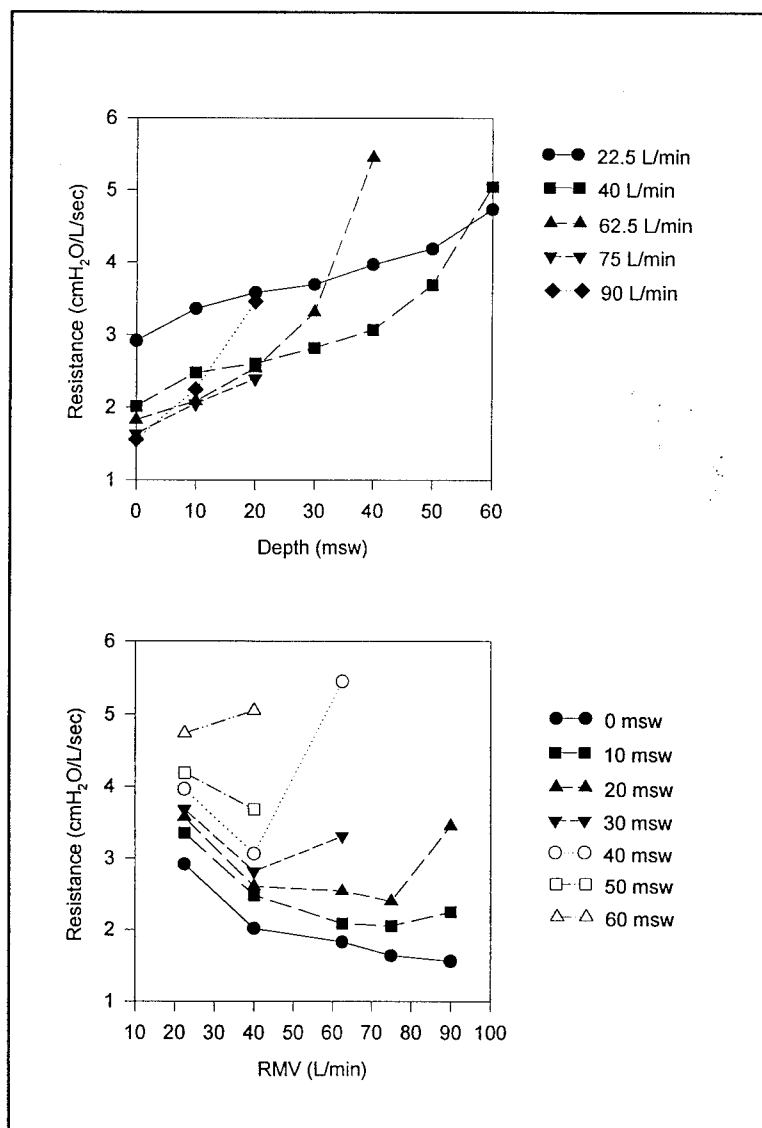 6
5
4
3
2
1
Resistance (cmH₂O/L/sec)
0 10 20 30 40 50 60
Depth (msw)
22.5 L/min
40 L/min
62.5 L/min
75 L/min
90 L/min
6
5
4
3
2
1
Resistance (cmH₂O/L/sec)
10 20 30 40 50 60 70 80 90 100
RMV (L/min)
0 msw
10 msw
20 msw
30 msw
40 msw
50 msw
60 msw